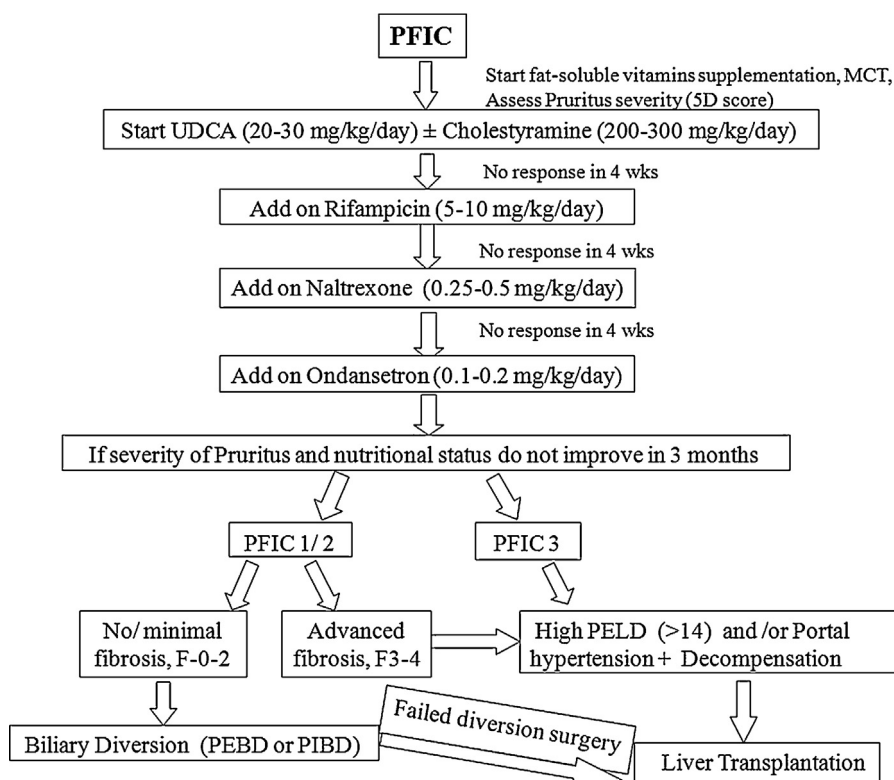 PFIC
Start fat-soluble vitamins supplementation, MCT,
Assess Pruritus severity (5D score)
Start UDCA (20-30 mg/kg/day) ± Cholestyramine (200-300 mg/kg/day)
No response in 4 wks
Add on Rifampicin (5-10 mg/kg/day)
No response in 4 wks
Add on Naltrexone (0.25-0.5 mg/kg/day)
No response in 4 wks
Add on Ondansetron (0.1-0.2 mg/kg/day)
If severity of Pruritus and nutritional status do not improve in 3 months
PFIC 1/ 2
PFIC 3
No/ minimal
fibrosis, F-0-2
Advanced
fibrosis, F3-4
High PELD (>14) and /or Portal
hypertension + Decompensation
Biliary Diversion (PEBD or PIBD)
Failed diversion surgery
Liver Transplantation